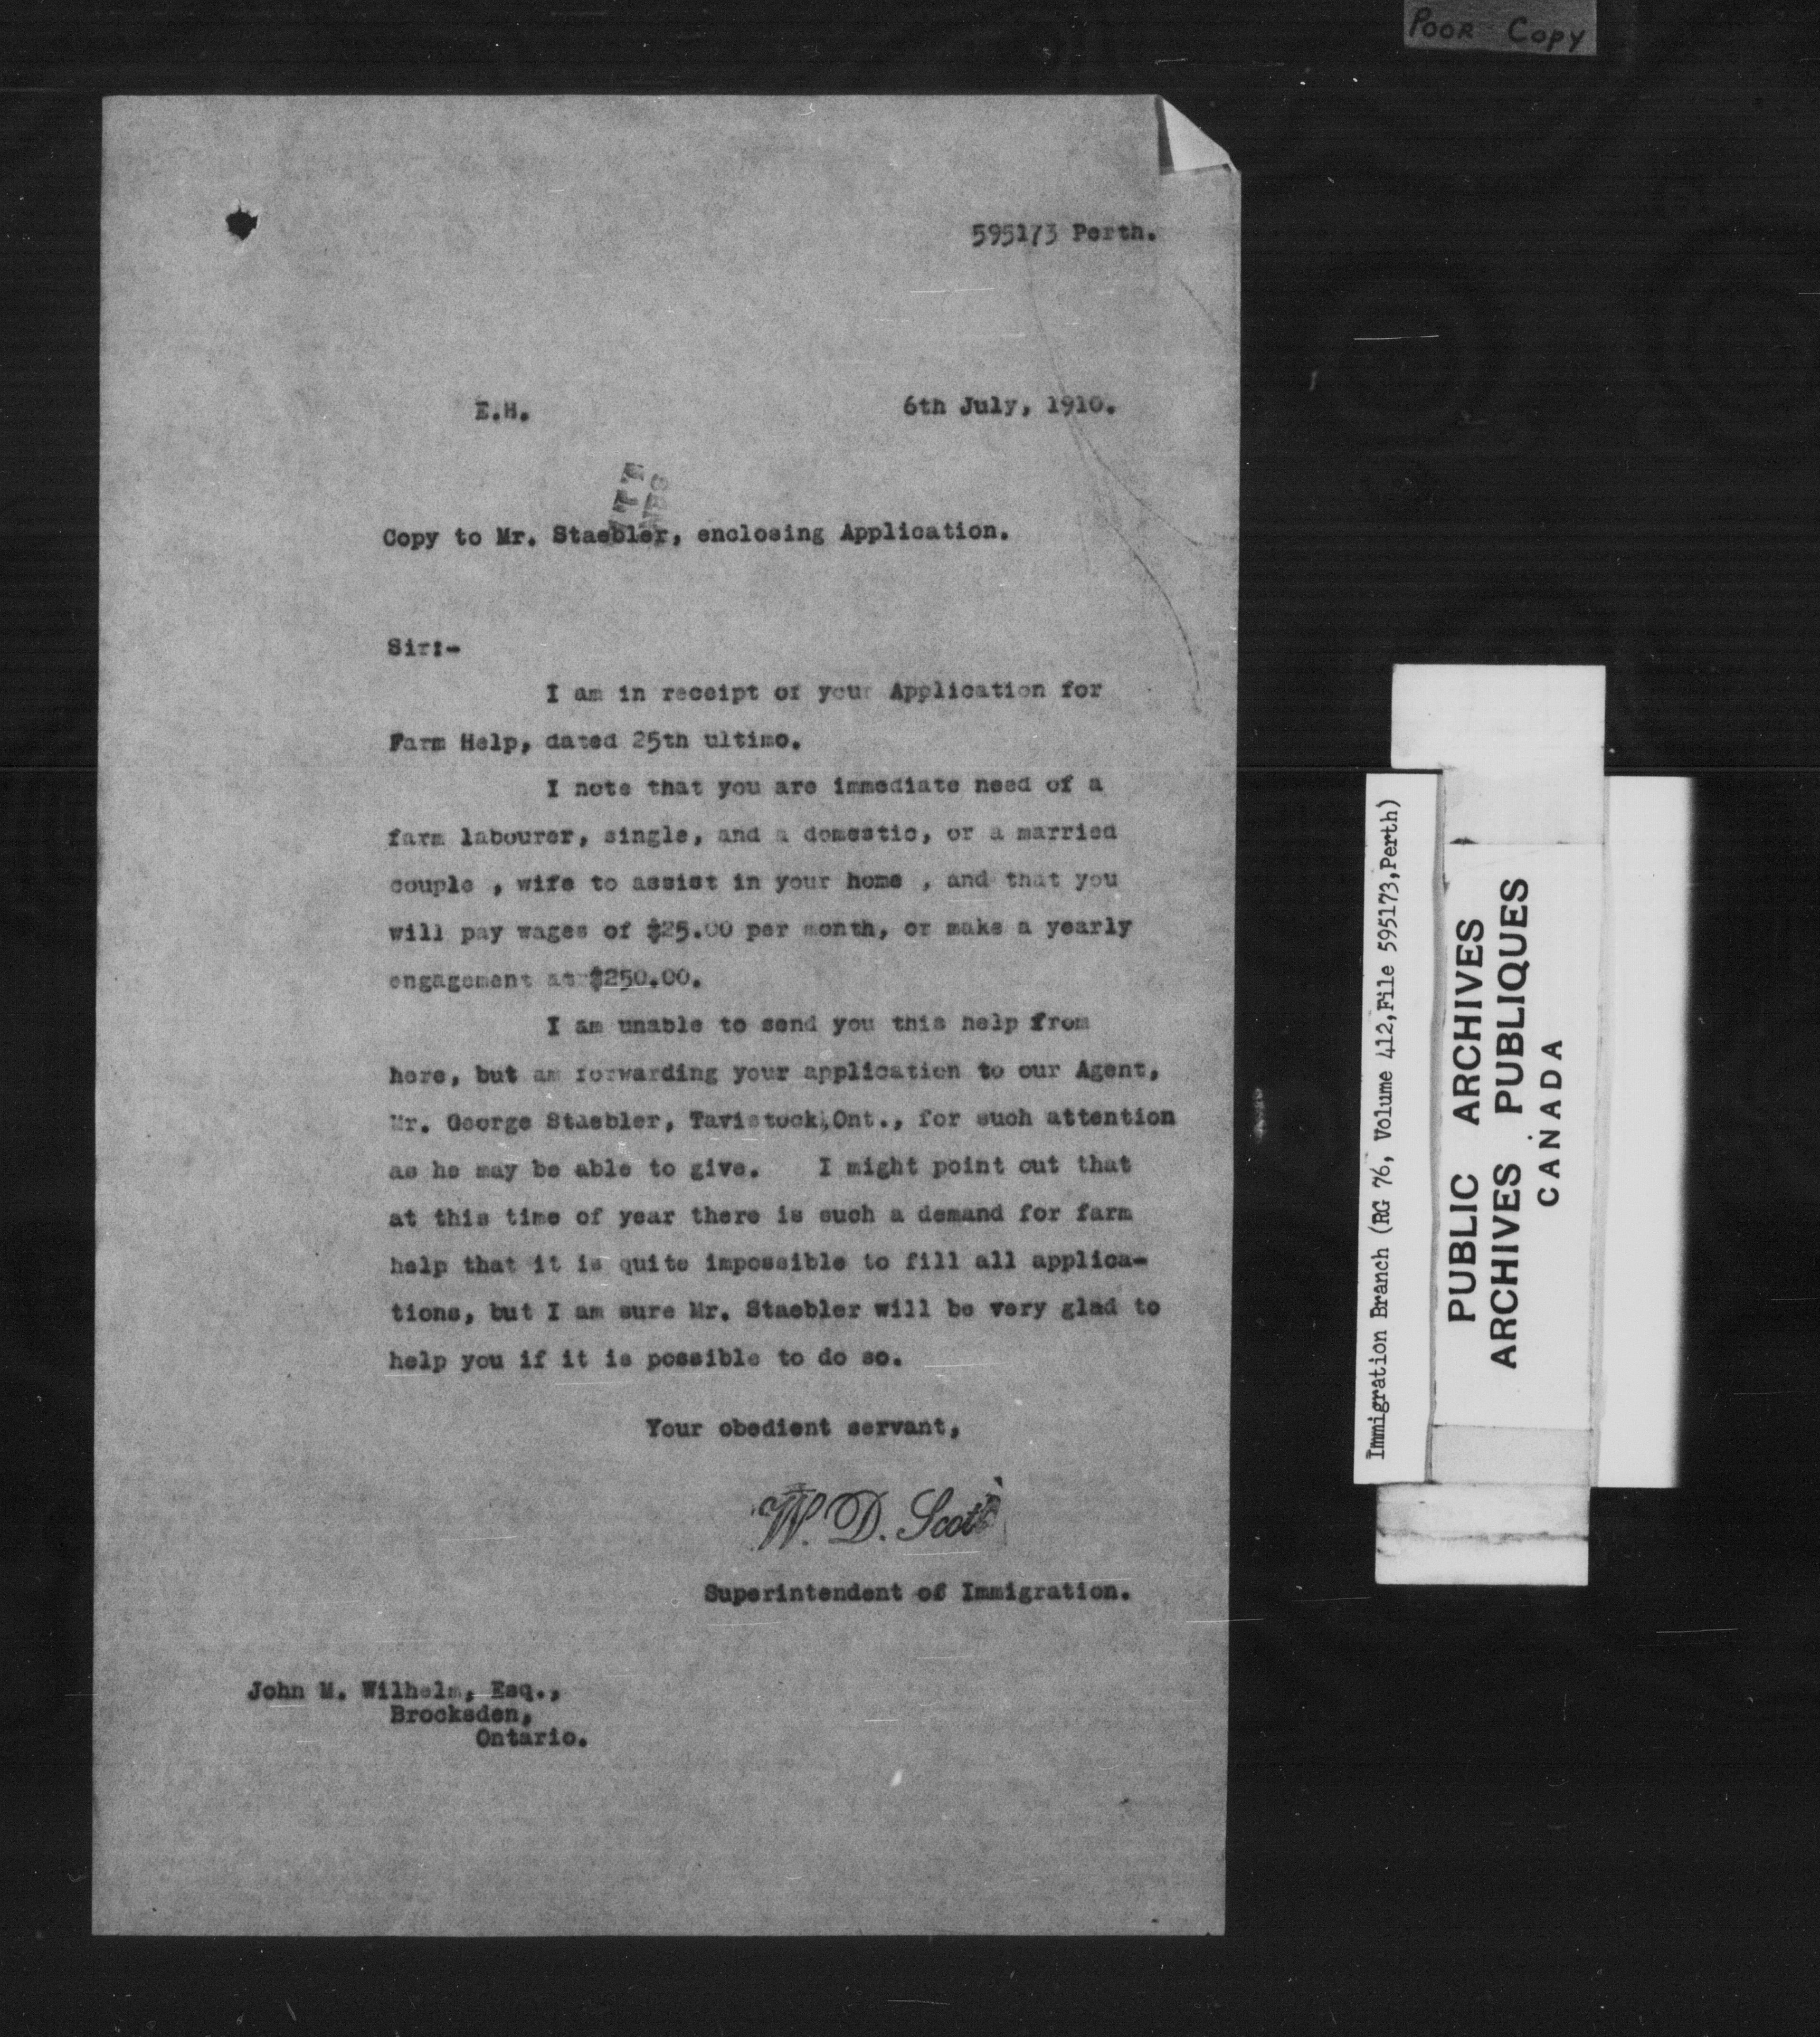 POOR COPY
595173 Perth.
E.H. 6th July, 1910.
Copy to Mr. Staebler, enclosing Application.
Sir:-
I am in receipt of your Application for
Farm Help, dated 25th ultimo.
I note that you are immediate need of a
farm labourer, single, and a domestic, or a married
couple , wife to assist in your home , and that you
will pay wages of $25.00 per month, or make a yearly
engagement at $250.00.
I am unable to send you this help from
here, but am forwarding your application to our Agent,
Mr. George Staebler, Tavistock, Ont., for such attention
as he may be able to give. I might point out that
at this time of year there is such a demand for farm
help that it is quite impossible to fill all applica-
tions, but I am sure Mr. Staebler will be very glad to
help you if it is possible to do so.
Your obedient servant,
W. D. Scott
Superintendent of Immigration.
John M. Wilhelm, Esq.,
Brocksden,
Ontario.
Immigration Branch (RG 76, Volume 412,File 595173,Perth)
PUBLIC ARCHIVES
ARCHIVES PUBLIQUES
CANADA